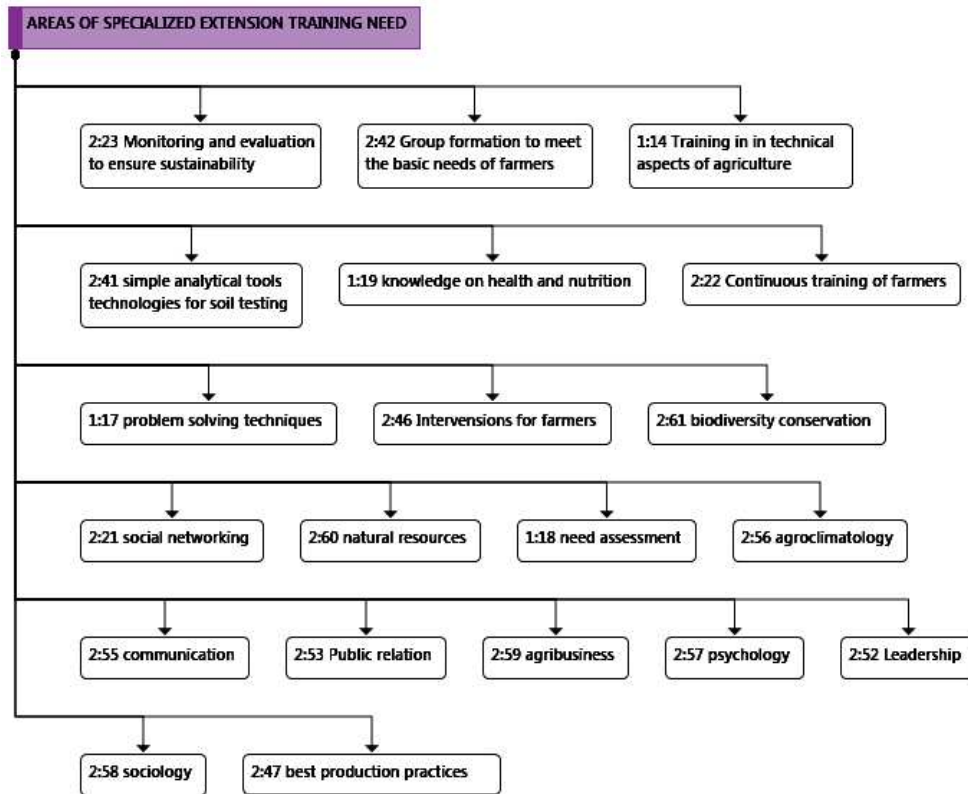 AREAS OF SPECIALIZED EXTENSION TRAINING NEED
2:23 Monitoring and evaluation
to ensure sustainability
2:42 Group formation to meet
the basic needs of farmers
1:14 Training in in technical
aspects of agriculture
2:41 simple analytical tools
technologies for soil testing
1:19 knowledge on health and nutrition
2:22 Continuous training of farmers
1:17 problem solving techniques
2:46 Intervensions for farmers
2:61 biodiversity conservation
2:21 social networking
2:60 natural resources
1:18 need assessment
2:56 agroclimatology
2:55 communication
2:53 Public relation
2:59 agribusiness
2:57 psychology
2:52 Leadership
2:58 sociology
2:47 best production practices